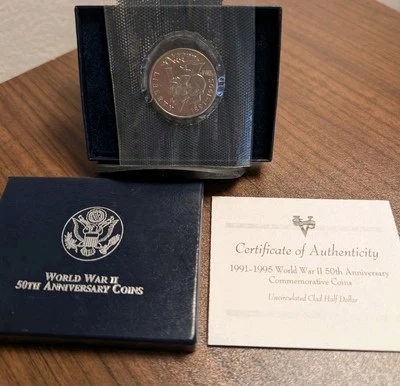 WORLD WAR II
50TH ANNIVERSARY COINS
V
Certificate of Authenticity
1991-1995 World War II 50th Anniversary
Commemorative Coins
Uncirculated Clad Half Dollar